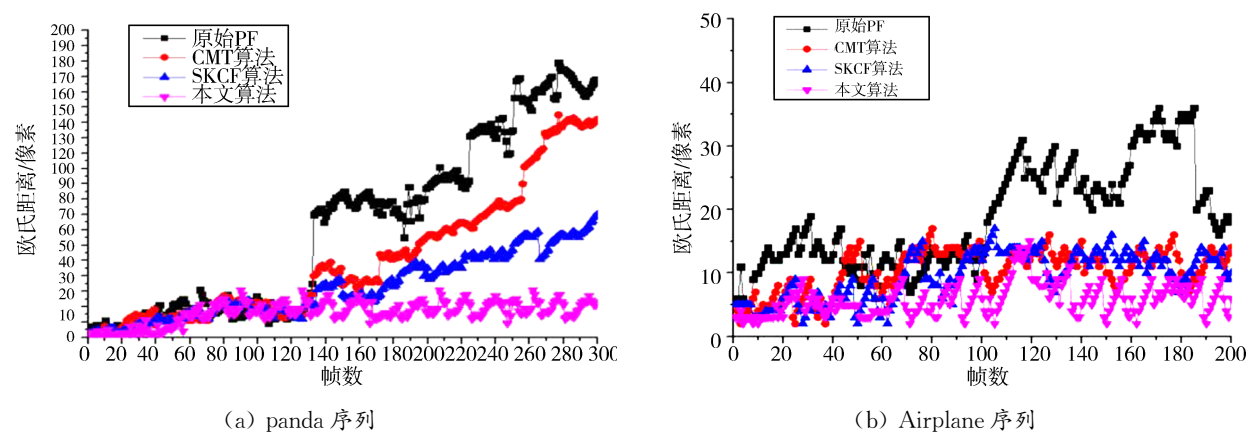 200
190
180
170
160
150
140
130
120
110
100
90
80
70
60
50
40
30
20
10
0
欧氏距离/像素
原始PF
CMT算法
SKCF算法
本文算法
0 20 40 60 80 100 120 140 160 180 200 220 240 260 280 300
帧数
(a) panda 序列
50
40
30
20
10
0
欧氏距离/像素
原始PF
CMT算法
SKCF算法
本文算法
0 20 40 60 80 100 120 140 160 180 200
帧数
(b) Airplane 序列